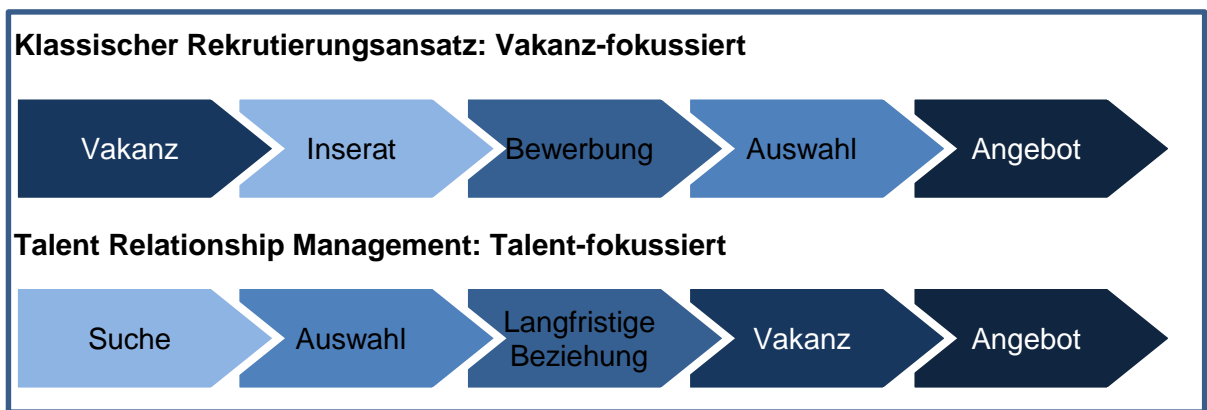 Klassischer Rekrutierungsansatz: Vakanz-fokussiert
Vakanz
Inserat
Bewerbung
Auswahl
Angebot
Talent Relationship Management: Talent-fokussiert
Suche
Auswahl
Langfristige
Beziehung
Vakanz
Angebot